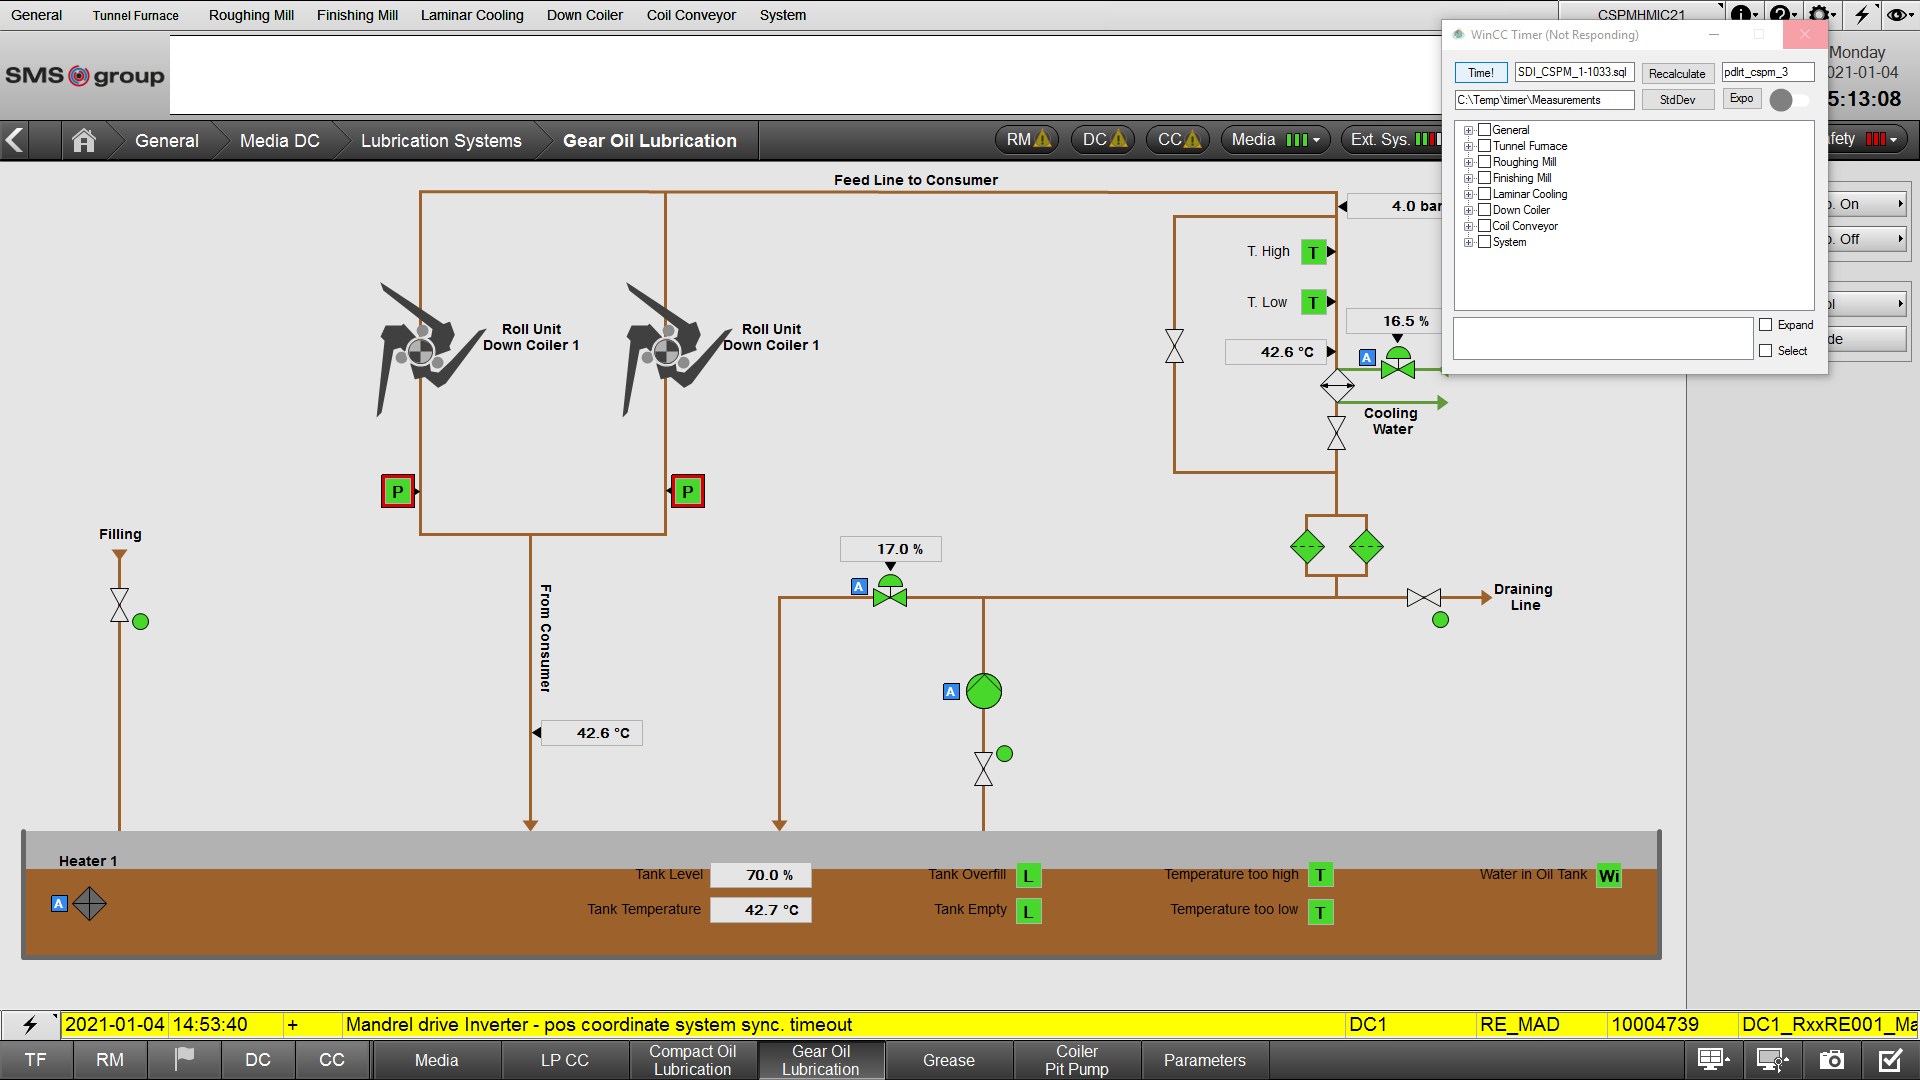 General Tunnel Furnace Roughing Mill Finishing Mill Laminar Cooling Down Coiler Coil Conveyor System CSPMHMIC21
SMS group
WinCC Timer (Not Responding)
Monday
021-01-04
5:13:08
Time! SDI_CSPM_1-1033.sql Recalculate pdlrt_cspm_3
C:\Temp\timer\Measurements StdDev Expo
General
Tunnel Furnace
Roughing Mill
Finishing Mill
Laminar Cooling
Down Coiler
Coil Conveyor
System
Expand
Select
General Media DC Lubrication Systems Gear Oil Lubrication RM DC CC Media Ext. Sys. fety
Feed Line to Consumer
4.0 bar
On
Off
T. High T
T. Low T
16.5 %
42.6 °C
A
de
Roll Unit
Down Coiler 1
Roll Unit
Down Coiler 1
Cooling
Water
P P
Filling
17.0 %
A
From Consumer
Draining
Line
A
42.6 °C
Heater 1
A
Tank Level 70.0 % Tank Overfill L Temperature too high T Water in Oil Tank Wi
Tank Temperature 42.7 °C Tank Empty L Temperature too low T
2021-01-04 14:53:40 + Mandrel drive Inverter - pos coordinate system sync. timeout DC1 RE_MAD 10004739 DC1_RxxRE001_Ma
TF RM DC CC Media LP CC Compact Oil Lubrication Gear Oil Lubrication Grease Coiler Pit Pump Parameters